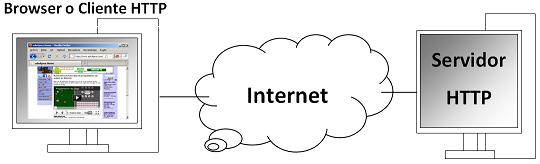 Browser o Cliente HTTP
Internet
Servidor
HTTP